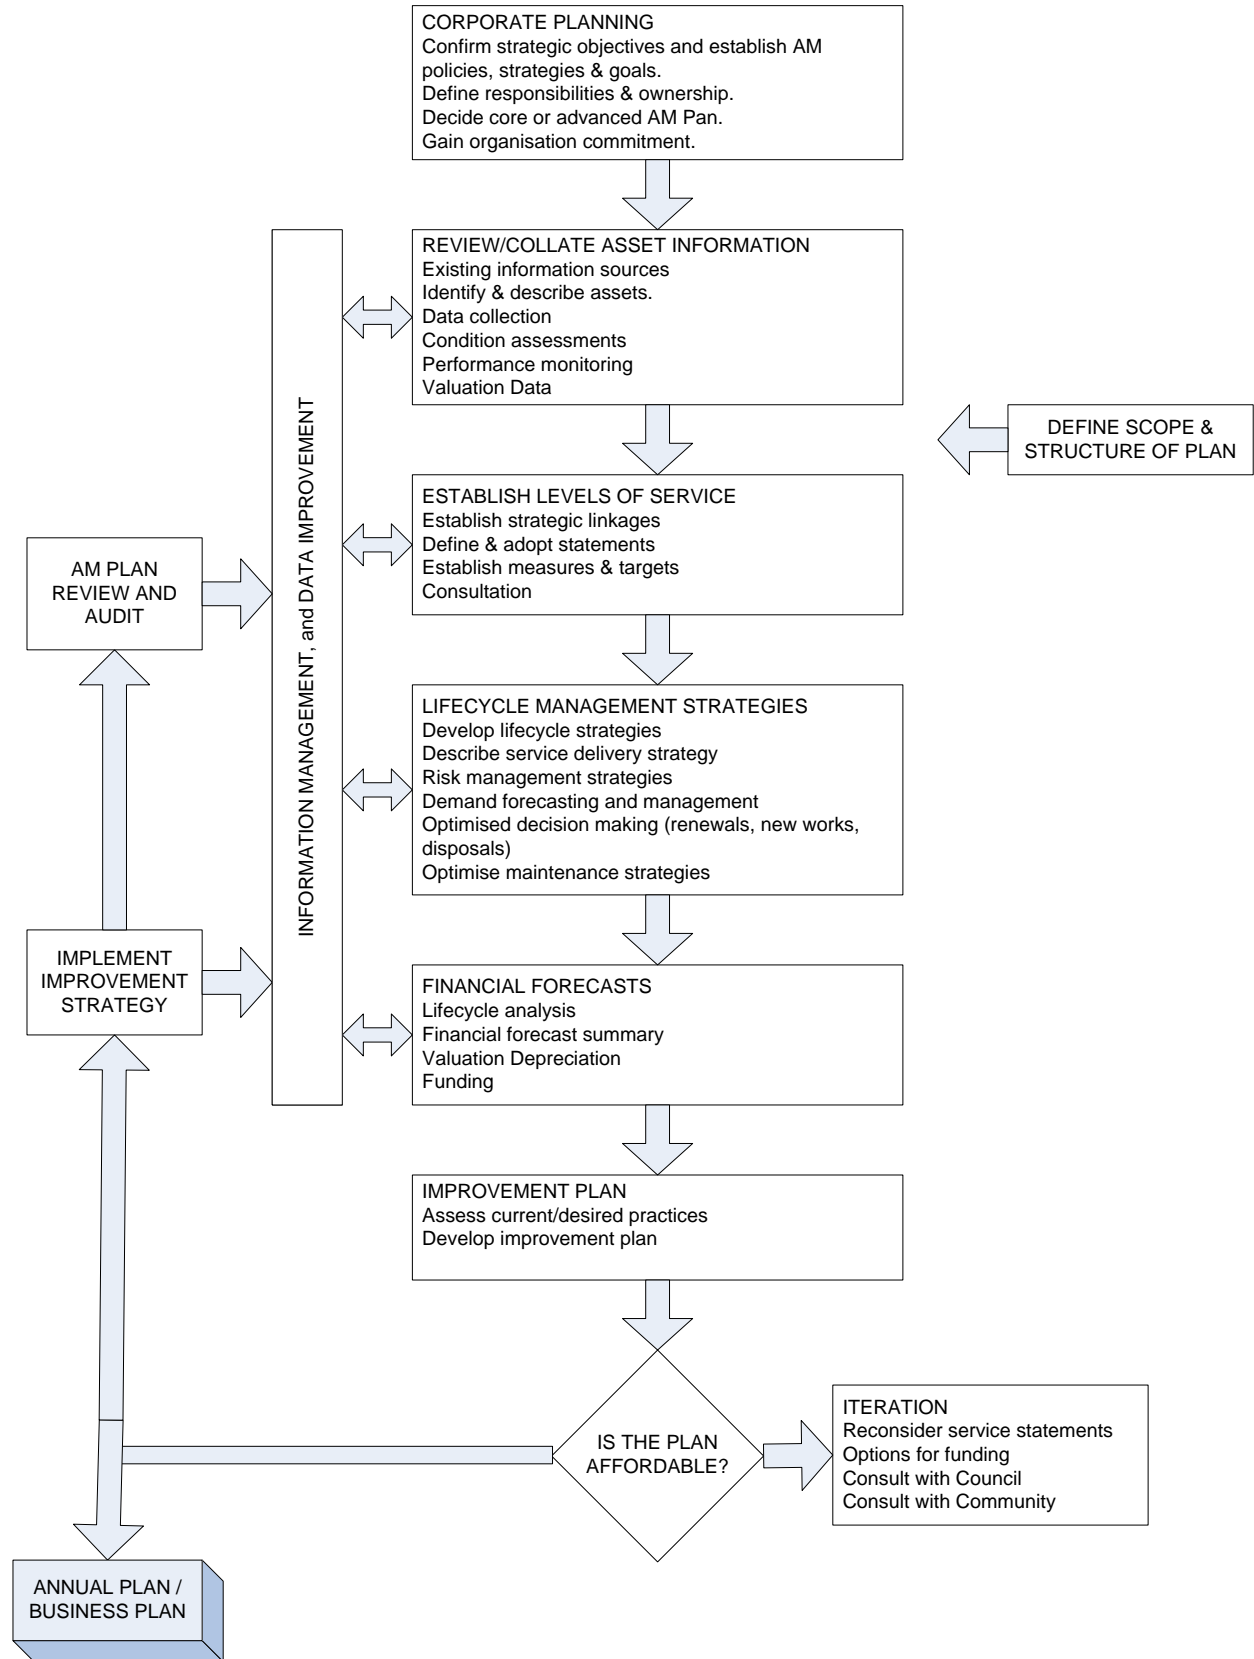 CORPORATE PLANNING
Confirm strategic objectives and establish AM
policies, strategies & goals.
Define responsibilities & ownership.
Decide core or advanced AM Pan.
Gain organisation commitment.
REVIEW/COLLATE ASSET INFORMATION
Existing information sources
Identify & describe assets.
Data collection
Condition assessments
Performance monitoring
Valuation Data
DEFINE SCOPE &
STRUCTURE OF PLAN
INFORMATION MANAGEMENT, and DATA IMPROVEMENT
ESTABLISH LEVELS OF SERVICE
Establish strategic linkages
Define & adopt statements
Establish measures & targets
Consultation
AM PLAN
REVIEW AND
AUDIT
LIFECYCLE MANAGEMENT STRATEGIES
Develop lifecycle strategies
Describe service delivery strategy
Risk management strategies
Demand forecasting and management
Optimised decision making (renewals, new works,
disposals)
Optimise maintenance strategies
IMPLEMENT
IMPROVEMENT
STRATEGY
FINANCIAL FORECASTS
Lifecycle analysis
Financial forecast summary
Valuation Depreciation
Funding
IMPROVEMENT PLAN
Assess current/desired practices
Develop improvement plan
IS THE PLAN
AFFORDABLE?
ITERATION
Reconsider service statements
Options for funding
Consult with Council
Consult with Community
ANNUAL PLAN /
BUSINESS PLAN